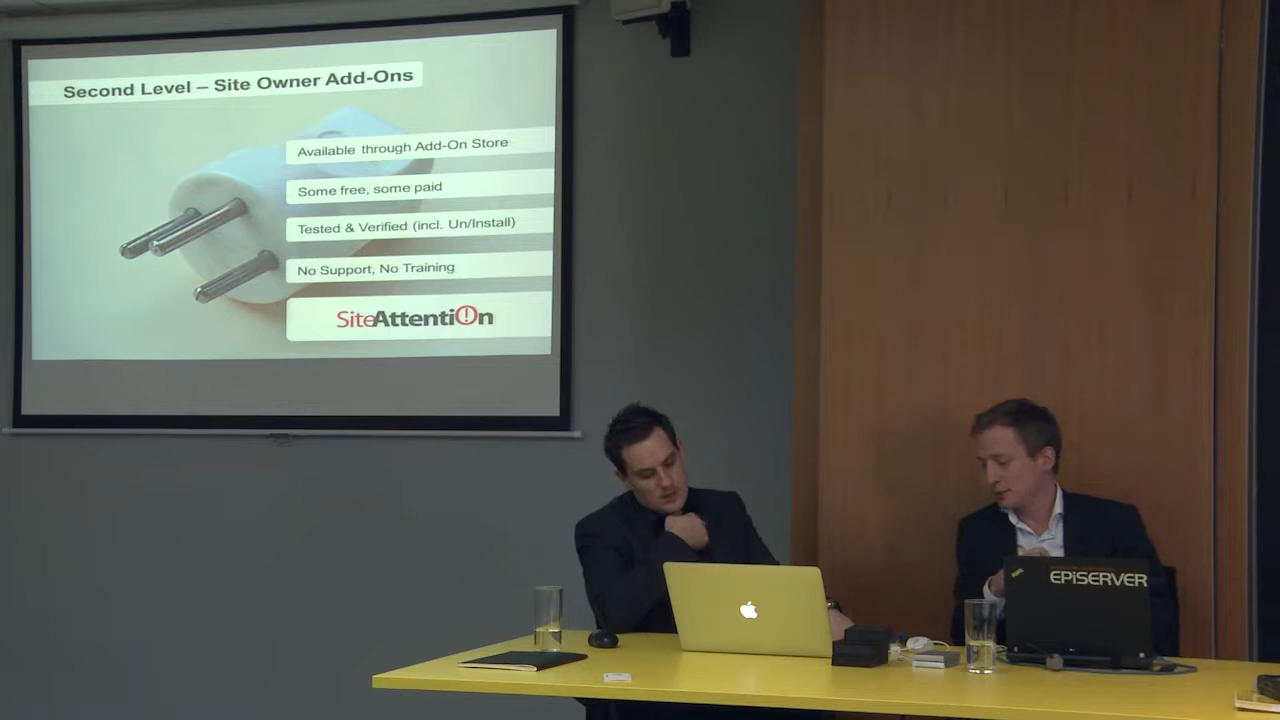 Second Level – Site Owner Add-Ons
Available through Add-On Store
Some free, some paid
Tested & Verified (incl. Un/Install)
No Support, No Training
SiteAttenti!n
EPiSERVER